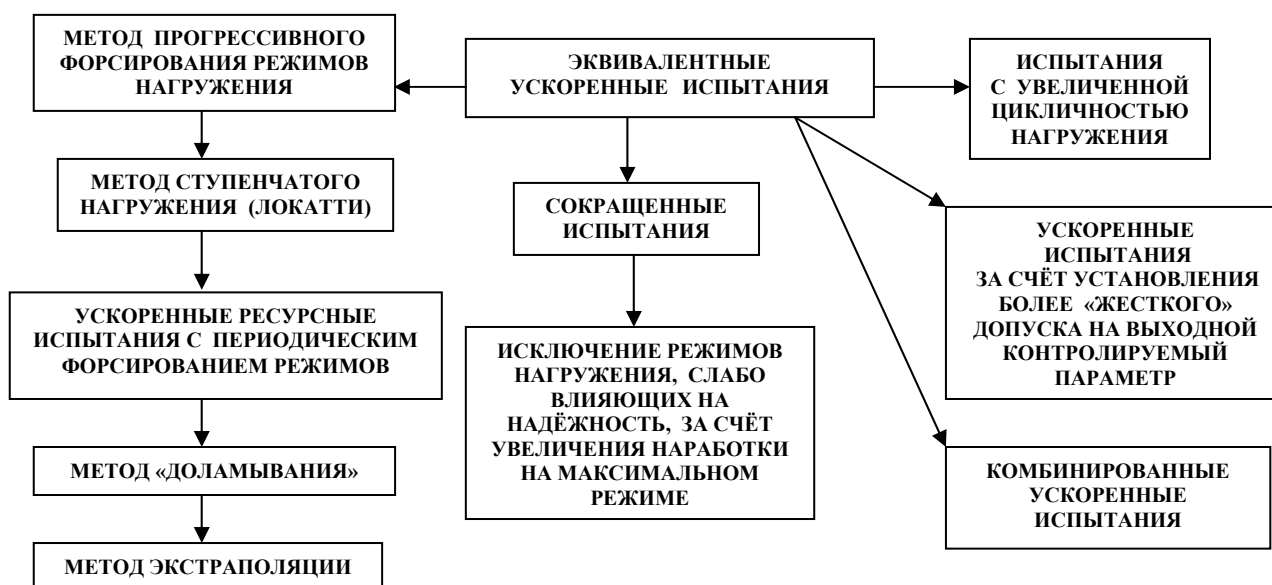 МЕТОД ПРОГРЕССИВНОГО
ФОРСИРОВАНИЯ РЕЖИМОВ
НАГРУЖЕНИЯ
ЭКВИВАЛЕНТНЫЕ
УСКОРЕННЫЕ ИСПЫТАНИЯ
ИСПЫТАНИЯ
С УВЕЛИЧЕННОЙ
ЦИКЛИЧНОСТЬЮ
НАГРУЖЕНИЯ
МЕТОД СТУПЕНЧАТОГО
НАГРУЖЕНИЯ (ЛОКАТТИ)
СОКРАЩЕННЫЕ
ИСПЫТАНИЯ
УСКОРЕННЫЕ
ИСПЫТАНИЯ
ЗА СЧЁТ УСТАНОВЛЕНИЯ
БОЛЕЕ «ЖЕСТКОГО»
ДОПУСКА НА ВЫХОДНОЙ
КОНТРОЛИРУЕМЫЙ
ПАРАМЕТР
УСКОРЕННЫЕ РЕСУРСНЫЕ
ИСПЫТАНИЯ С ПЕРИОДИЧЕСКИМ
ФОРСИРОВАНИЕМ РЕЖИМОВ
ИСКЛЮЧЕНИЕ РЕЖИМОВ
НАГРУЖЕНИЯ, СЛАБО
ВЛИЯЮЩИХ НА
НАДЁЖНОСТЬ, ЗА СЧЁТ
УВЕЛИЧЕНИЯ НАРАБОТКИ
НА МАКСИМАЛЬНОМ
РЕЖИМЕ
МЕТОД «ДОЛАМЫВАНИЯ»
КОМБИНИРОВАННЫЕ
УСКОРЕННЫЕ
ИСПЫТАНИЯ
МЕТОД ЭКСТРАПОЛЯЦИИ